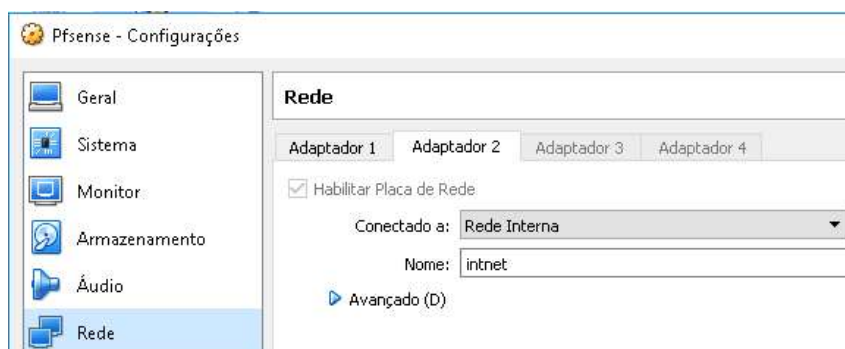 Pfsense - Configurações
Geral
Sistema
Monitor
Armazenamento
Áudio
Rede
Rede
Adaptador 1 Adaptador 2 Adaptador 3 Adaptador 4
Habilitar Placa de Rede
Conectado a: Rede Interna
Nome: intnet
Avançado (D)